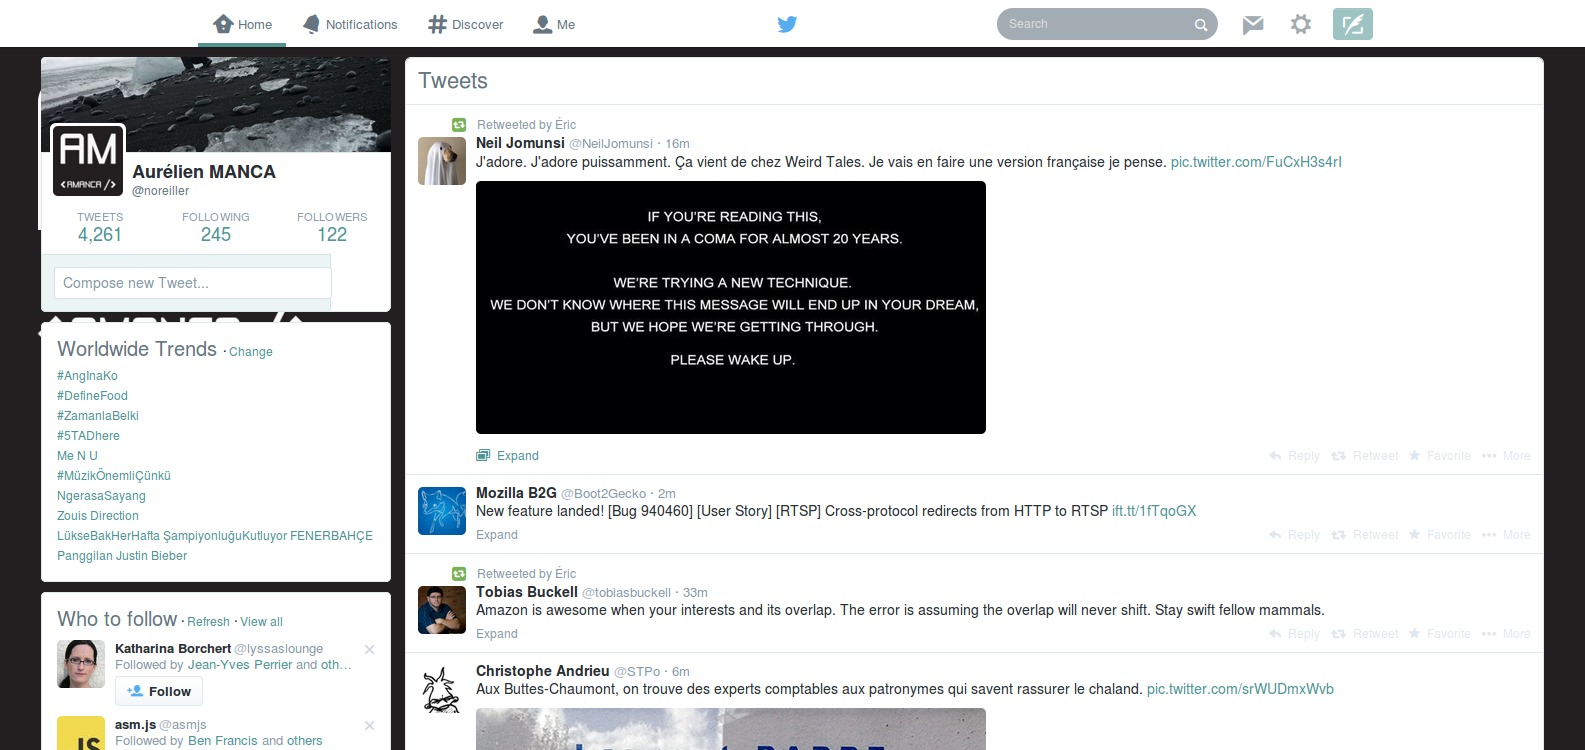 Home Notifications Discover Me Search
AM
<AMANCA />
Aurélien MANCA
@noreiller
TWEETS FOLLOWING FOLLOWERS
4,261 245 122
Compose new Tweet...
Worldwide Trends · Change
#AngInaKo
#DefineFood
#ZamanlaBelki
#5TADhere
Me N U
#MüzikÖnemliÇünkü
NgerasaSayang
Zouis Direction
LükseBakHerHafta ŞampiyonluğuKutluyor FENERBAHÇE
Panggilan Justin Bieber
Who to follow · Refresh · View all
Katharina Borchert @lyssaslounge
Followed by Jean-Yves Perrier and oth...
Follow
asm.js @asmjs
JS
Followed by Ben Francis and others
Tweets
Retweeted by Éric
Neil Jomunsi @NeilJomunsi · 16m
J'adore. J'adore puissamment. Ça vient de chez Weird Tales. Je vais en faire une version française je pense. pic.twitter.com/FuCxH3s4rI
IF YOU'RE READING THIS,
YOU'VE BEEN IN A COMA FOR ALMOST 20 YEARS.
WE'RE TRYING A NEW TECHNIQUE.
WE DON'T KNOW WHERE THIS MESSAGE WILL END UP IN YOUR DREAM,
BUT WE HOPE WE'RE GETTING THROUGH.
PLEASE WAKE UP.
Expand Reply Retweet Favorite More
Mozilla B2G @Boot2Gecko · 2m
New feature landed! [Bug 940460] [User Story] [RTSP] Cross-protocol redirects from HTTP to RTSP ift.tt/1fTqoGX
Expand Reply Retweet Favorite More
Retweeted by Éric
Tobias Buckell @tobiasbuckell · 33m
Amazon is awesome when your interests and its overlap. The error is assuming the overlap will never shift. Stay swift fellow mammals.
Expand Reply Retweet Favorite More
Christophe Andrieu @STPo · 6m
Aux Buttes-Chaumont, on trouve des experts comptables aux patronymes qui savent rassurer le chaland. pic.twitter.com/srWUDmxWvb